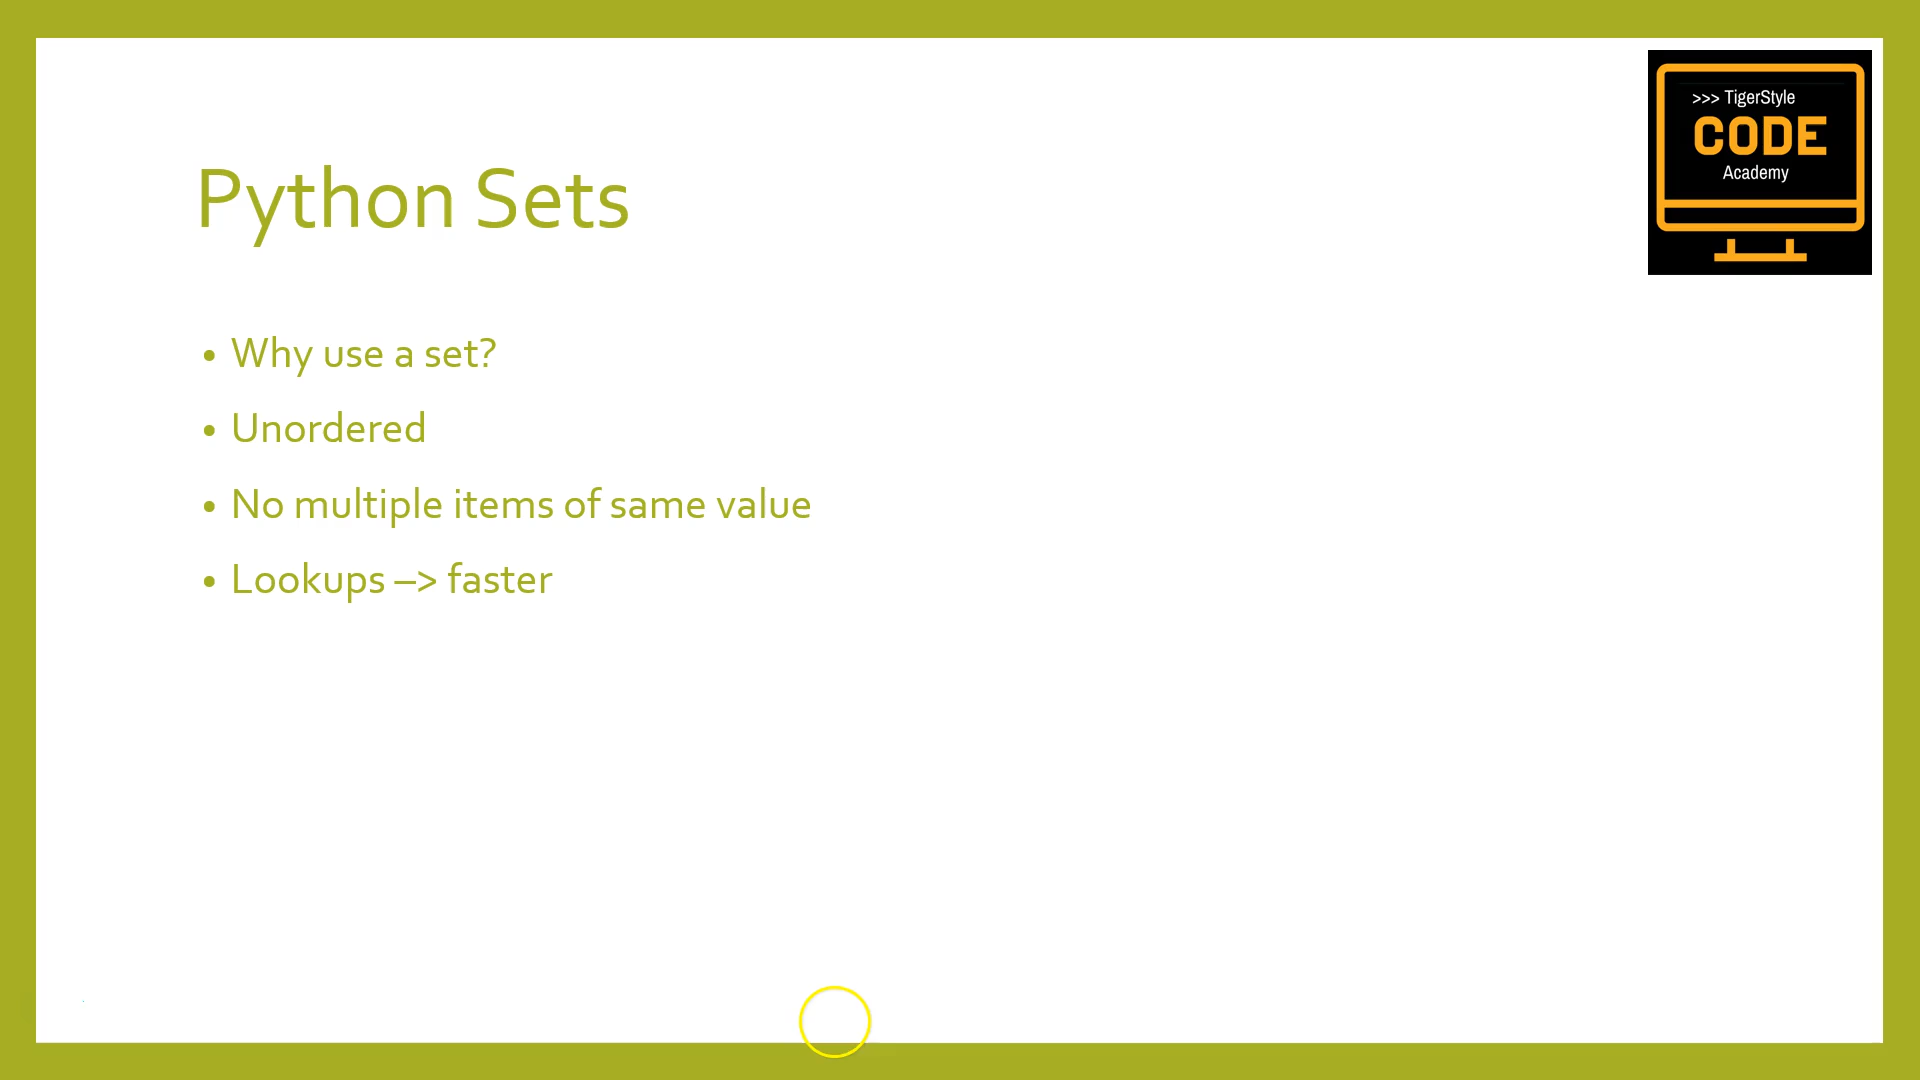 >>> TigerStyle
CODE
Academy
Python Sets
• Why use a set?
• Unordered
• No multiple items of same value
• Lookups –> faster